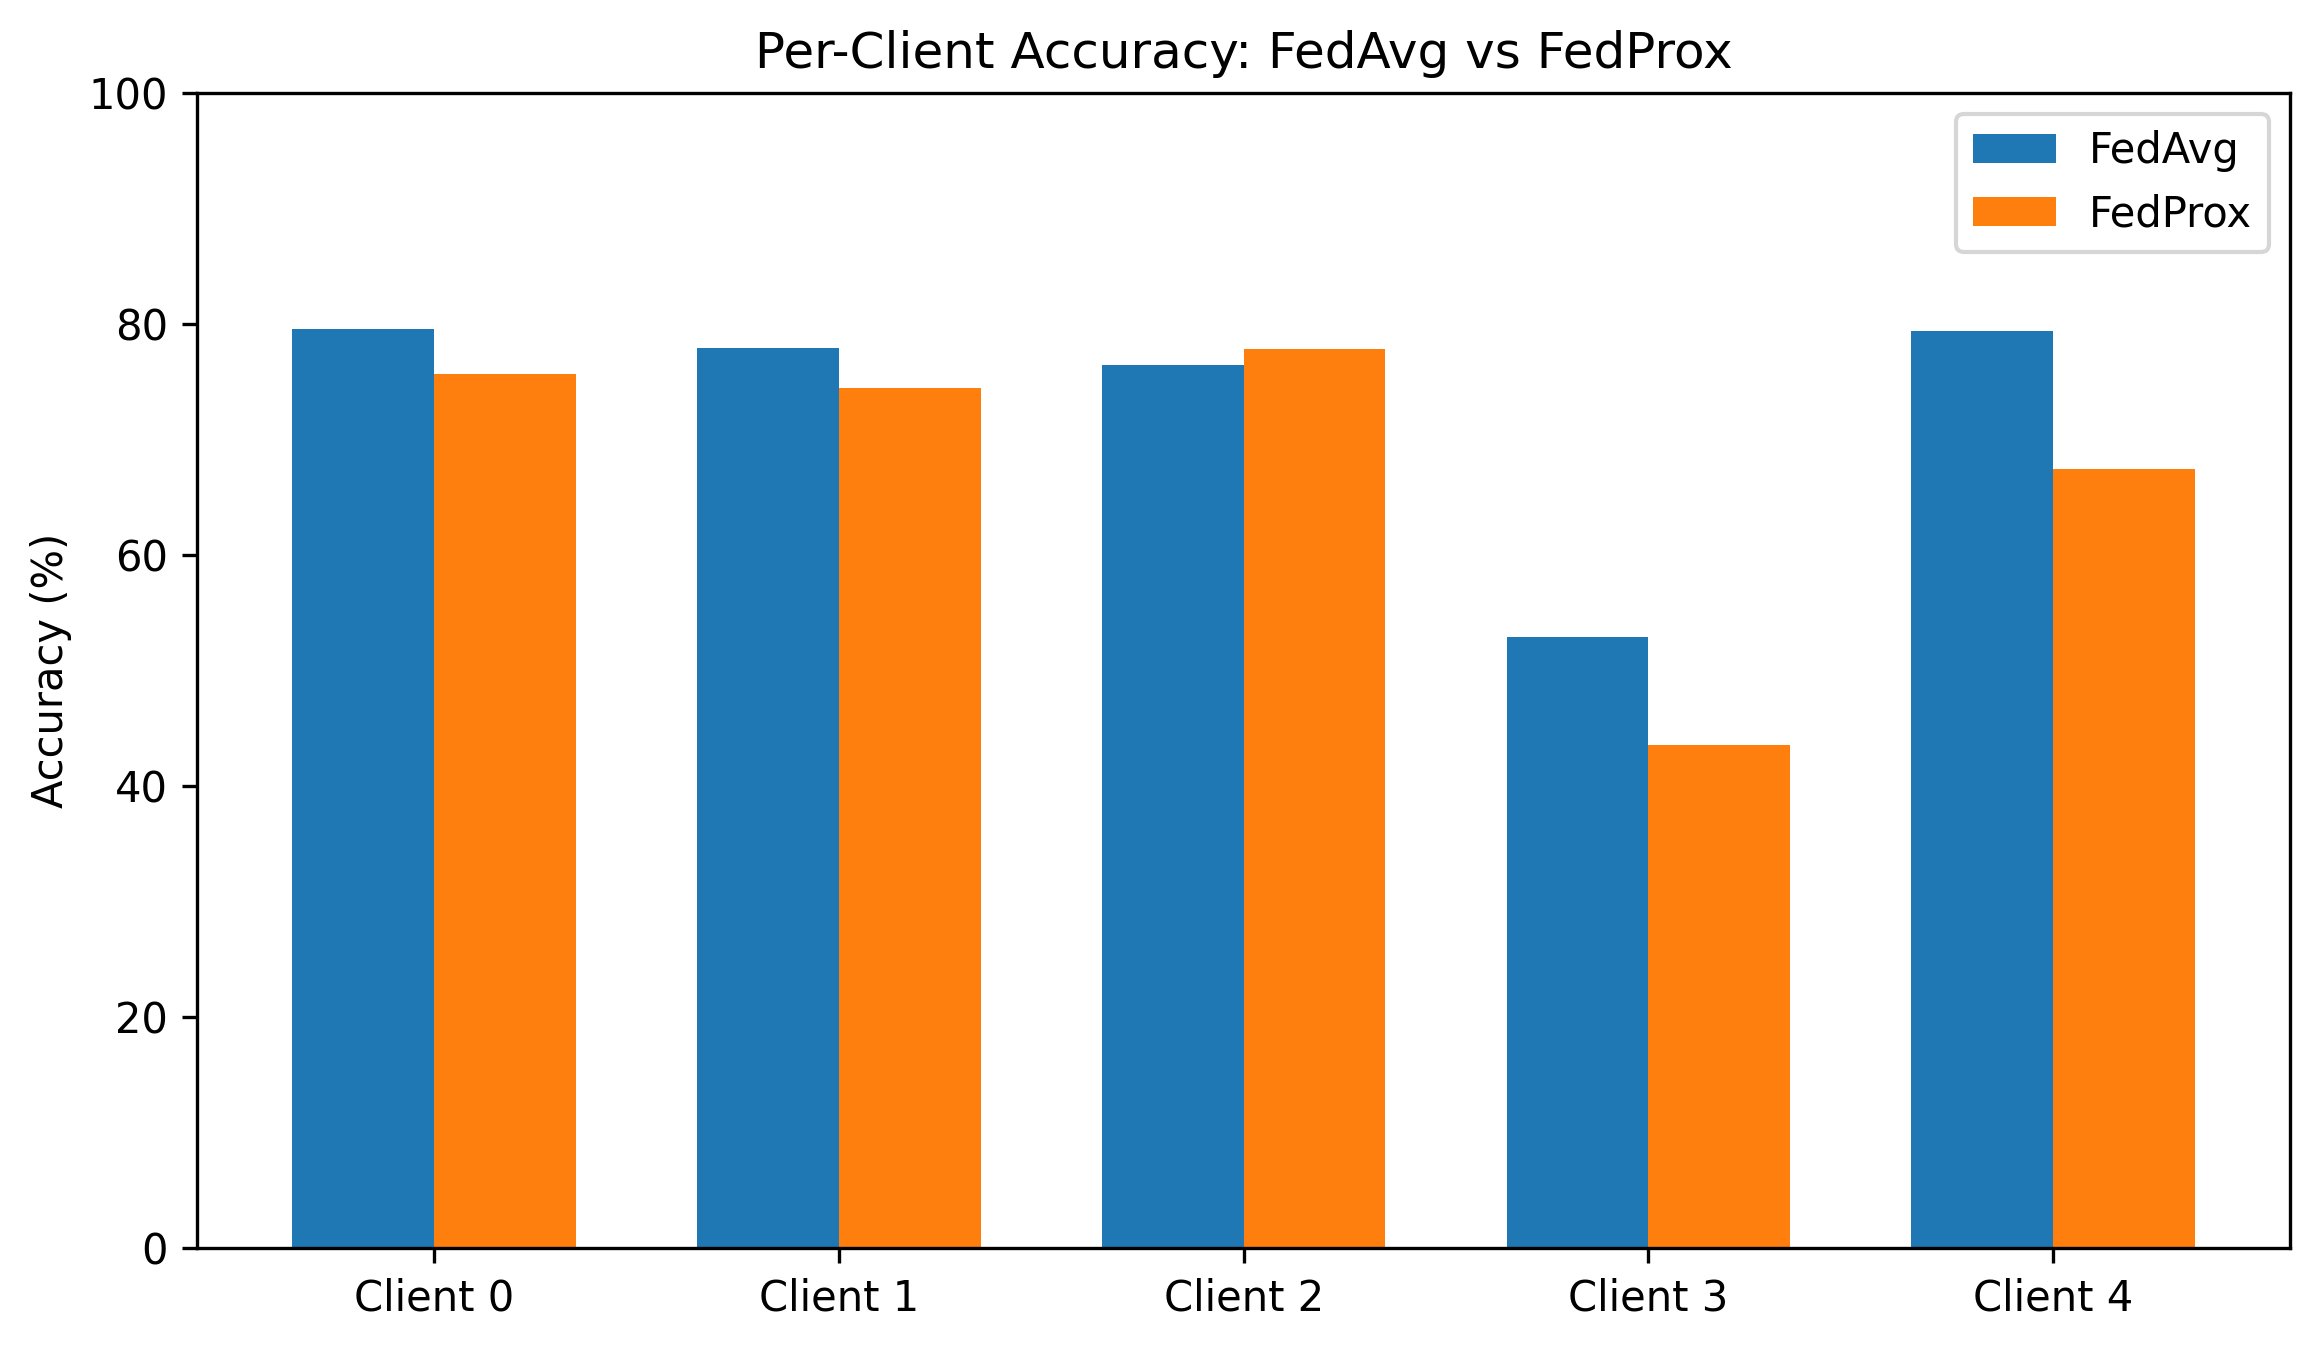 Per-Client Accuracy: FedAvg vs FedProx
FedAvg
FedProx
Accuracy (%)
100
80
60
40
20
0
Client 0
Client 1
Client 2
Client 3
Client 4